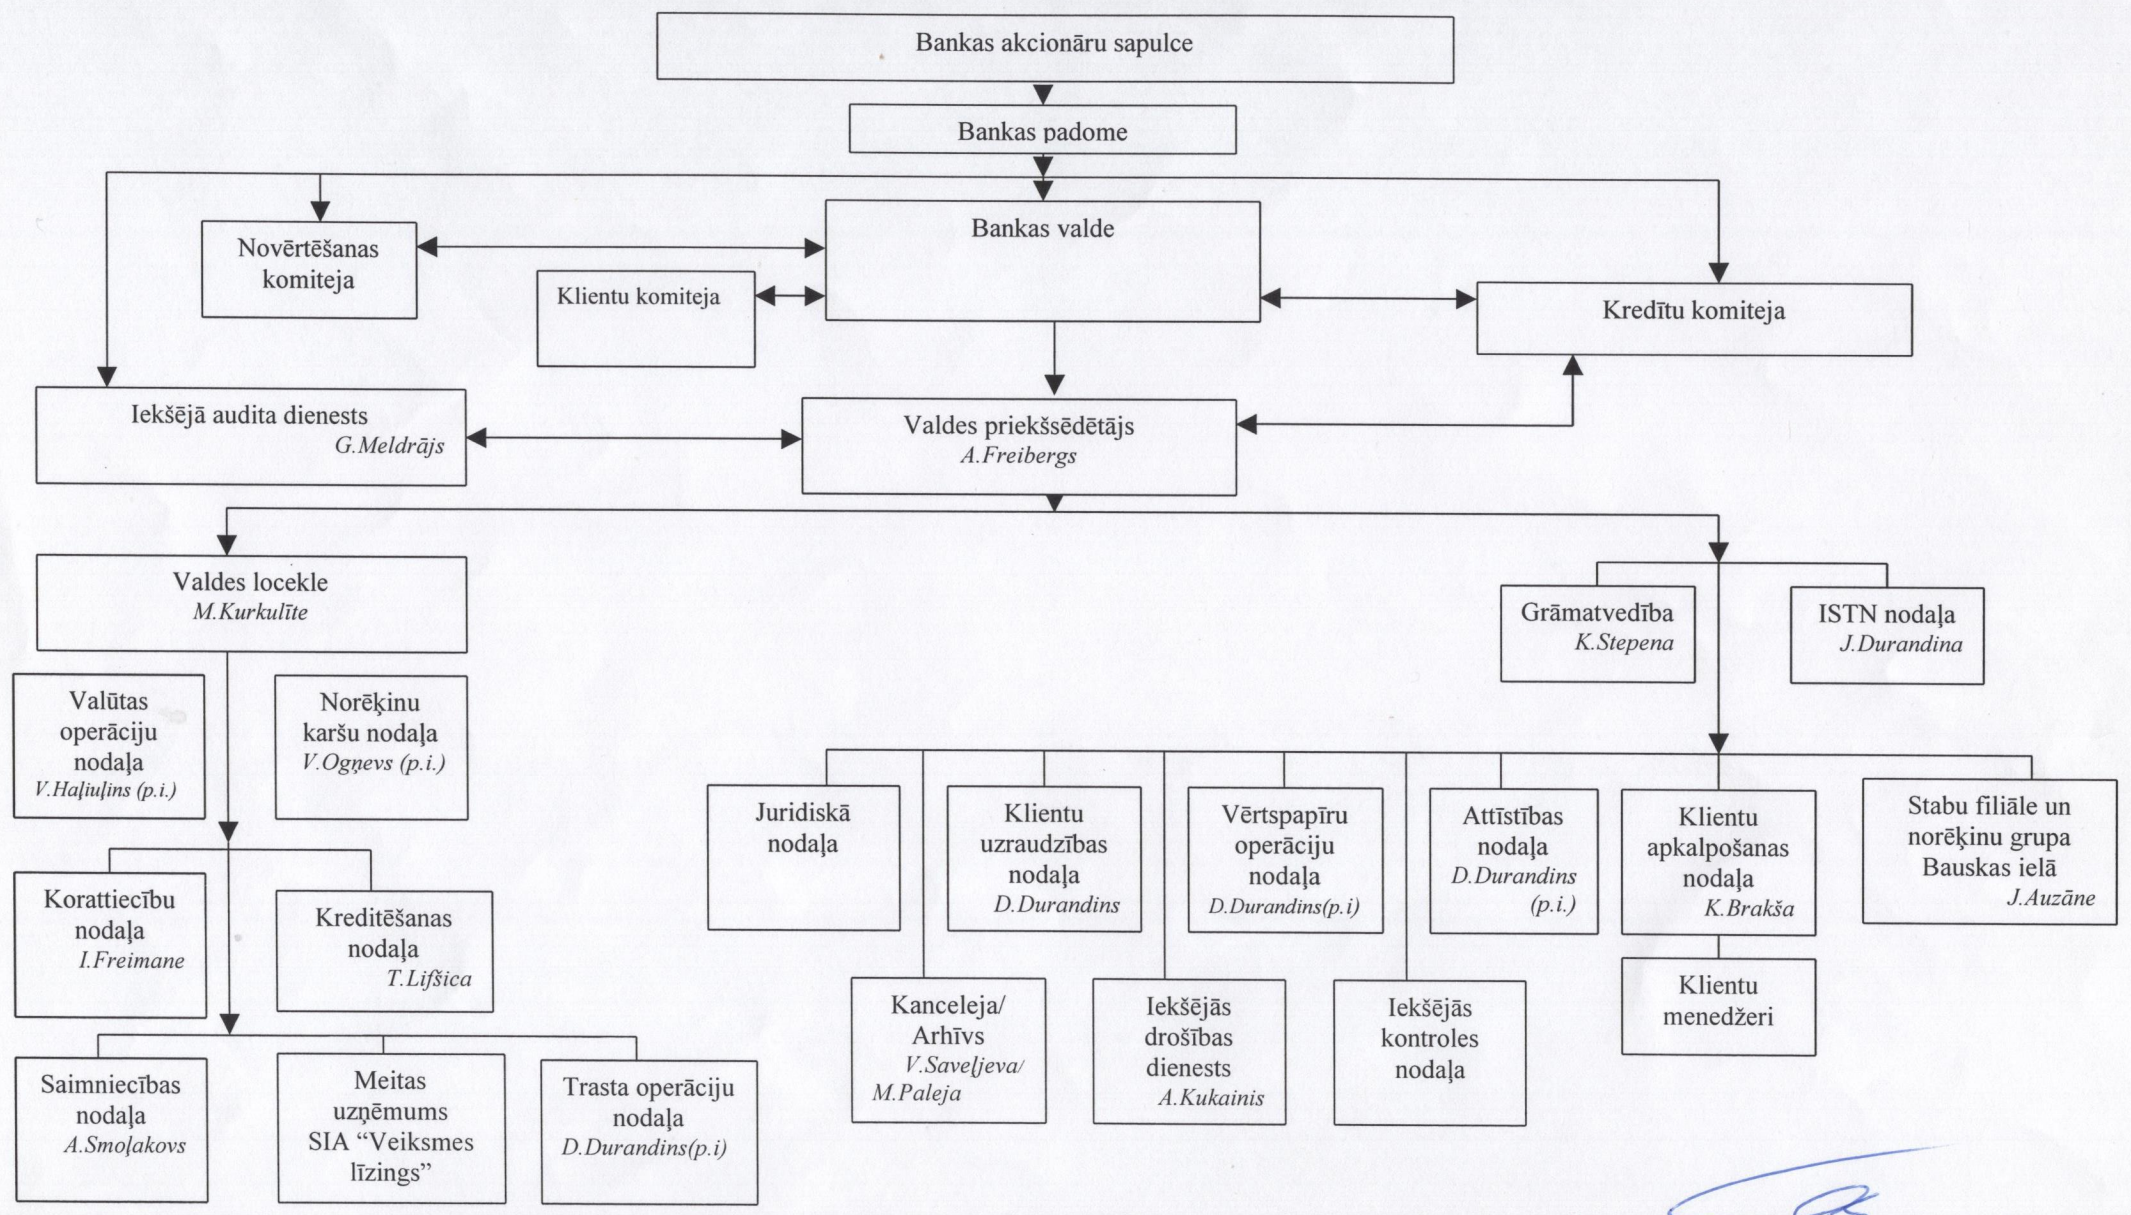 Bankas akcionāru sapulce
Bankas padome
Bankas valde
Novērtēšanas
komiteja
Klientu komiteja
Kredītu komiteja
Iekšējā audita dienests
G.Meldrājs
Valdes priekšsēdētājs
A.Freibergs
Valdes locekle
M.Kurkulīte
Grāmatvedība
K.Stepena
ISTN nodaļa
J.Durandina
Valūtas
operāciju
nodaļa
V.Haļiuļins (p.i.)
Norēķinu
karšu nodaļa
V.Ogņevs (p.i.)
Juridiskā
nodaļa
Klientu
uzraudzības
nodaļa
D.Durandins
Vērtspapīru
operāciju
nodaļa
D.Durandins(p.i)
Attīstības
nodaļa
D.Durandins
(p.i.)
Klientu
apkalpošanas
nodaļa
K.Brakša
Stabu filiāle un
norēķinu grupa
Bauskas ielā
J.Auzāne
Korattiecību
nodaļa
I.Freimane
Kreditēšanas
nodaļa
T.Lifšica
Kanceleja/
Arhīvs
V.Saveļjeva/
M.Paleja
Iekšējās
drošības
dienests
A.Kukainis
Iekšējās
kontroles
nodaļa
Klientu
menedžeri
Saimniecības
nodaļa
A.Smoļakovs
Meitas
uzņēmums
SIA “Veiksmes
līzings”
Trasta operāciju
nodaļa
D.Durandins(p.i)